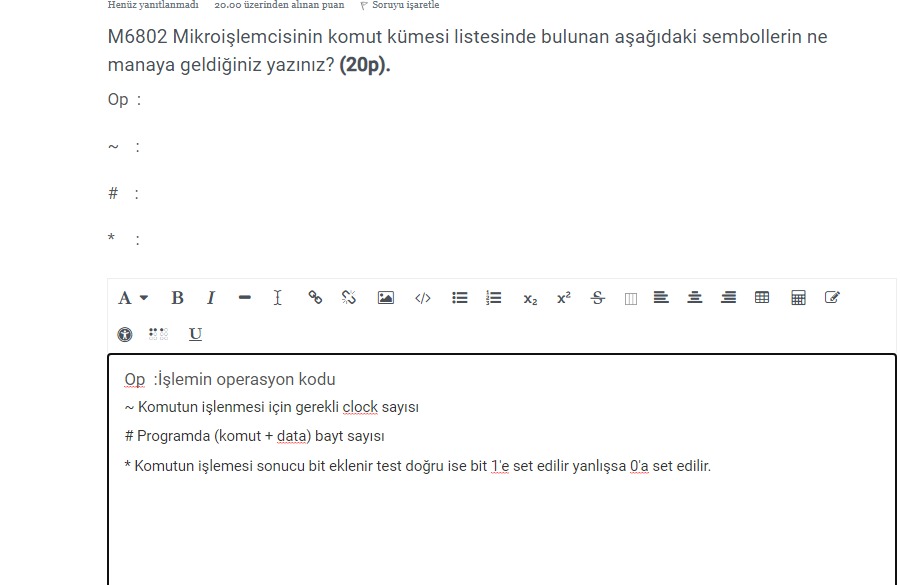 Henüz yanıtlanmadı 20.00 üzerinden alınan puan Soruyu işaretle
M6802 Mikroişlemcisinin komut kümesi listesinde bulunan aşağıdaki sembollerin ne
manaya geldiğiniz yazınız? (20p).
Op :
~ :
# :
* :
A B I </> x₂ x² S
U
Op :İşlemin operasyon kodu
~ Komutun işlenmesi için gerekli clock sayısı
# Programda (komut + data) bayt sayısı
* Komutun işlemesi sonucu bit eklenir test doğru ise bit 1'e set edilir yanlışsa 0'a set edilir.